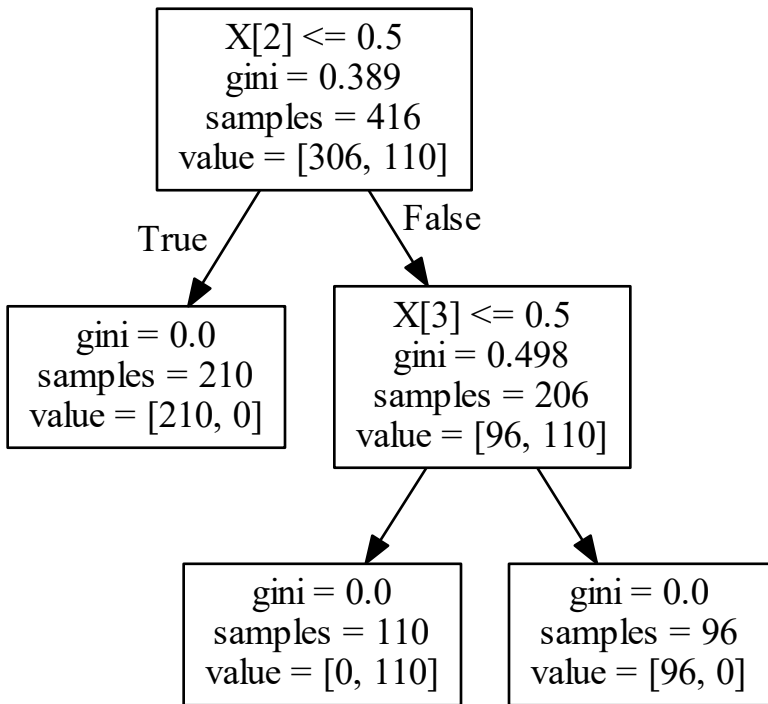 X[2] <= 0.5
gini = 0.389
samples = 416
value = [306, 110]
True
False
gini = 0.0
samples = 210
value = [210, 0]
X[3] <= 0.5
gini = 0.498
samples = 206
value = [96, 110]
gini = 0.0
samples = 110
value = [0, 110]
gini = 0.0
samples = 96
value = [96, 0]